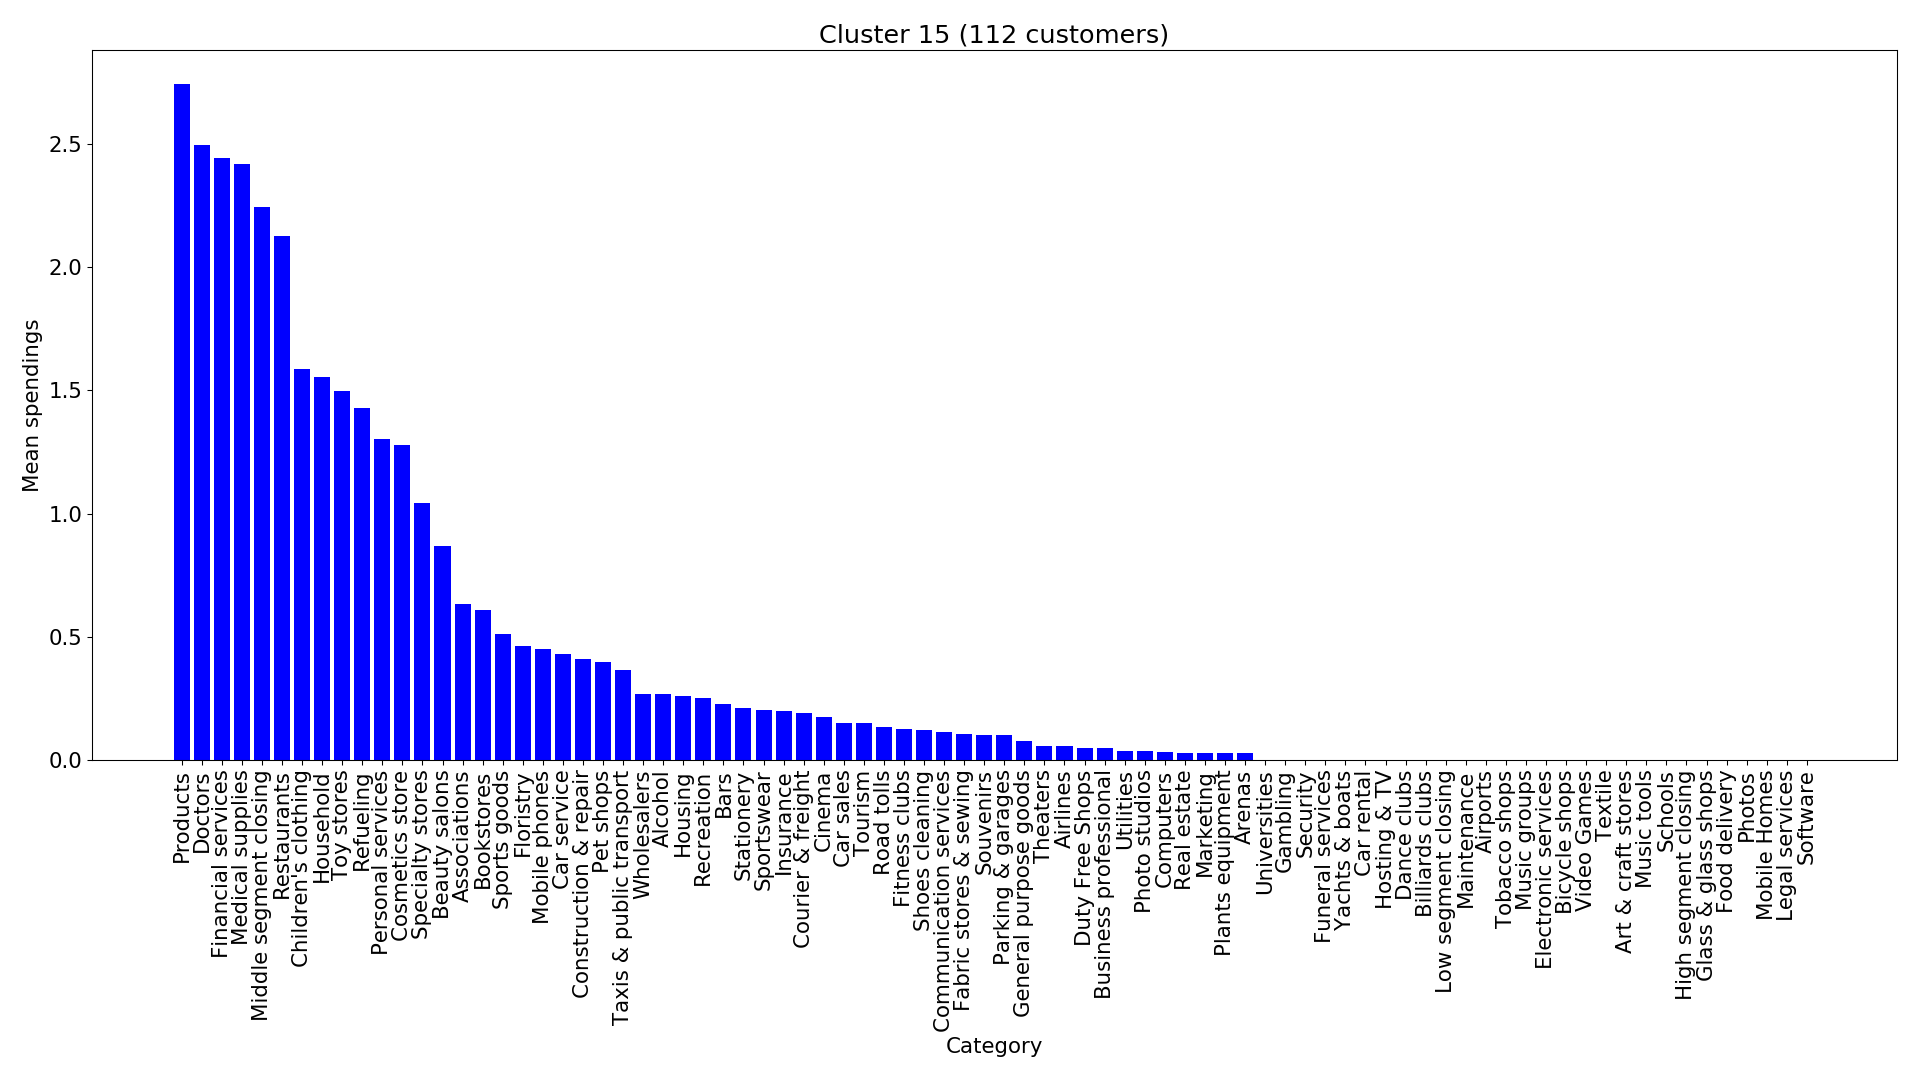 Cluster 15 (112 customers)
Mean spendings
2.5
2.0
1.5
1.0
0.5
0.0
Products
Doctors
Financial services
Medical supplies
Middle segment closing
Restaurants
Children's clothing
Household
Toy stores
Refueling
Personal services
Cosmetics store
Specialty stores
Beauty salons
Associations
Bookstores
Sports goods
Floristry
Mobile phones
Car service
Construction & repair
Pet shops
Taxis & public transport
Wholesalers
Alcohol
Housing
Recreation
Bars
Stationery
Sportswear
Insurance
Courier & freight
Cinema
Car sales
Tourism
Road tolls
Fitness clubs
Shoes cleaning
Communication services
Fabric stores & sewing
Souvenirs
Parking & garages
General purpose goods
Theaters
Airlines
Duty Free Shops
Business professional
Utilities
Photo studios
Computers
Real estate
Marketing
Plants equipment
Arenas
Universities
Gambling
Security
Funeral services
Yachts & boats
Car rental
Hosting & TV
Dance clubs
Billiards clubs
Low segment closing
Maintenance
Airports
Tobacco shops
Music groups
Electronic services
Bicycle shops
Video Games
Textile
Art & craft stores
Music tools
Schools
High segment closing
Glass & glass shops
Food delivery
Photos
Mobile Homes
Legal services
Software
Category